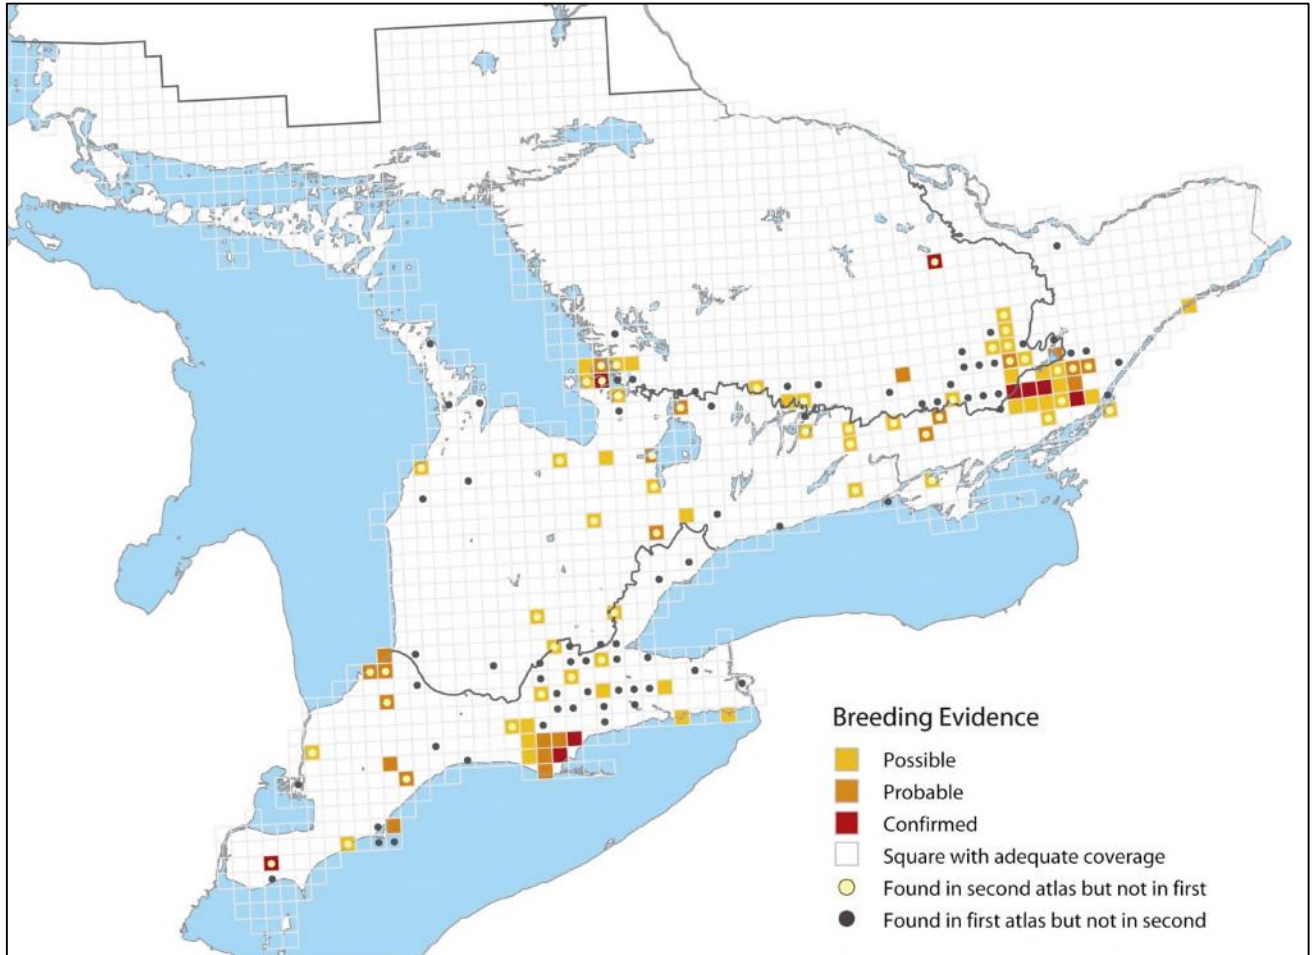 Breeding Evidence
Possible
Probable
Confirmed
Square with adequate coverage
Found in second atlas but not in first
Found in first atlas but not in second